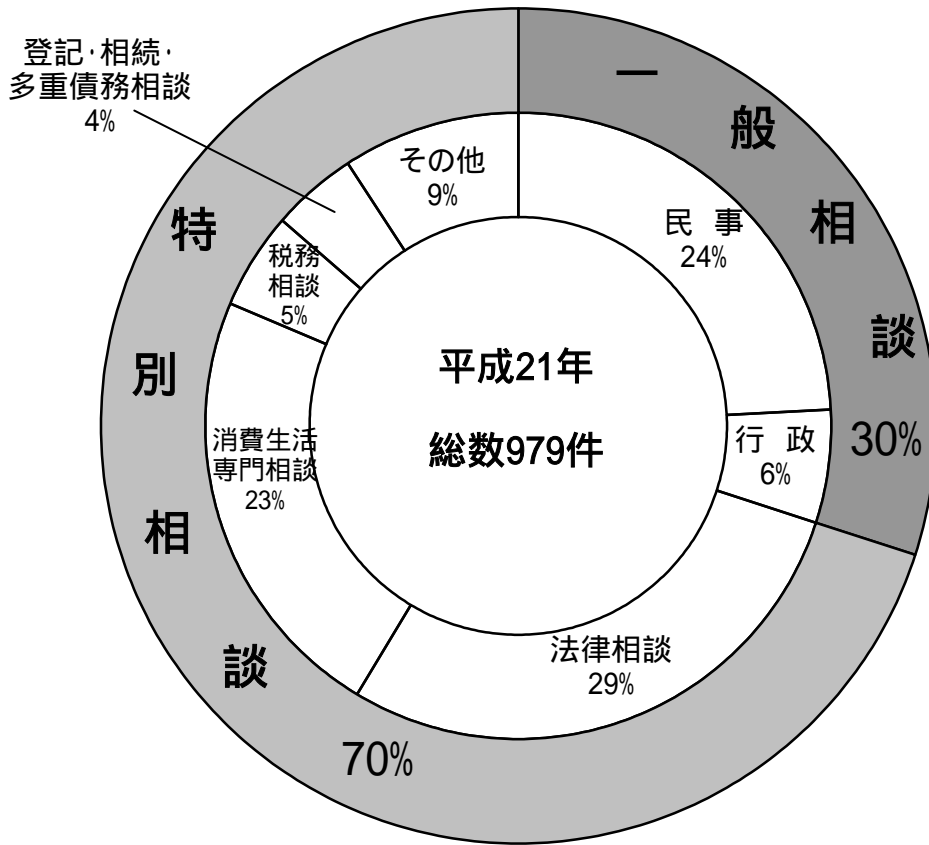 平成21年
総数979件
一般相談
30%
民 事
24%
行 政
6%
特別相談
70%
法律相談
29%
消費生活
専門相談
23%
税務
相談
5%
登記・相続・
多重債務相談
4%
その他
9%